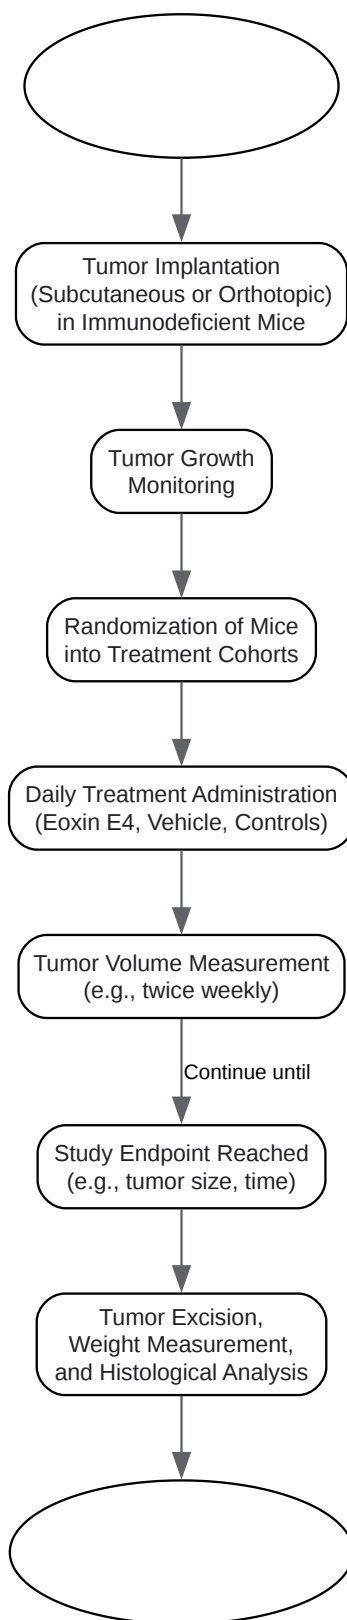 Tumor Implantation
(Subcutaneous or Orthotopic)
in Immunodeficient Mice
Tumor Growth
Monitoring
Randomization of Mice
into Treatment Cohorts
Daily Treatment Administration
(Eoxin E4, Vehicle, Controls)
Tumor Volume Measurement
(e.g., twice weekly)
Continue until
Study Endpoint Reached
(e.g., tumor size, time)
Tumor Excision,
Weight Measurement,
and Histological Analysis